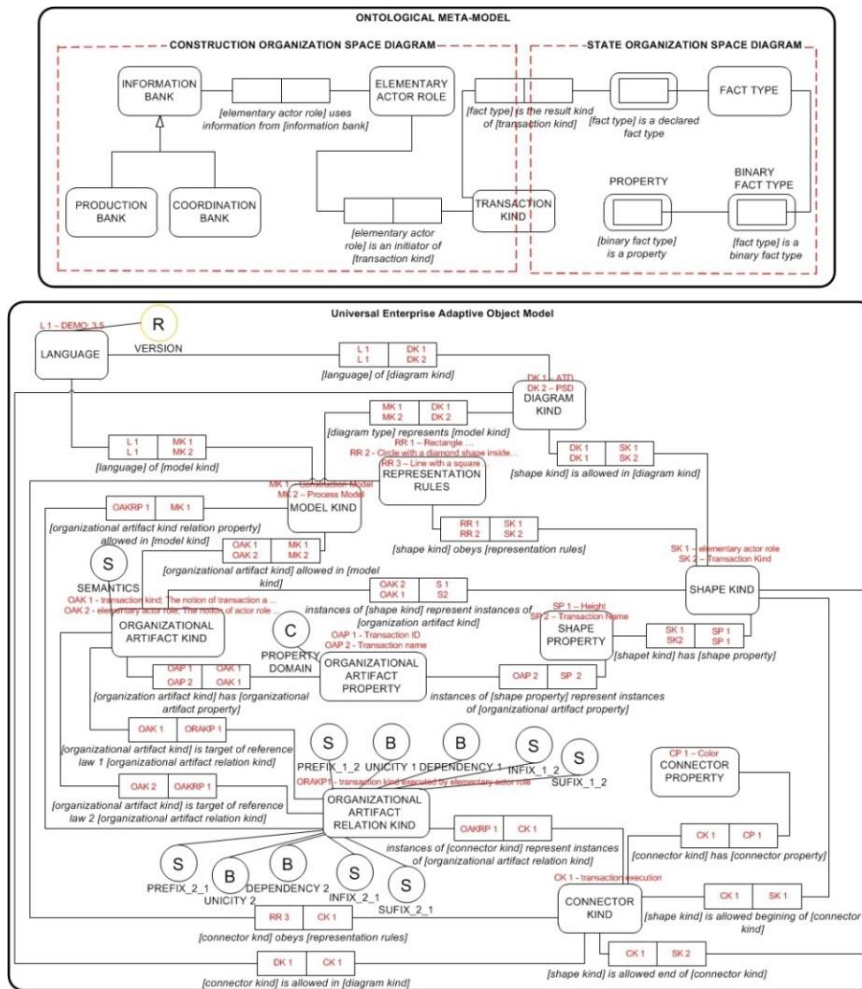 ONTOLOGICAL META-MODEL
CONSTRUCTION ORGANIZATION SPACE DIAGRAM
STATE ORGANIZATION SPACE DIAGRAM
INFORMATION
BANK
ELEMENTARY
ACTOR ROLE
FACT TYPE
[elementary actor role] uses
information from [information bank]
[fact type] is the result kind
of [transaction kind]
[fact type] is a declared
fact type
PRODUCTION
BANK
COORDINATION
BANK
TRANSACTION
KIND
PROPERTY
BINARY
FACT TYPE
[elementary actor
role] is an initiator of
[transaction kind]
[binary fact type]
is a property
[fact type] is a
binary fact type
Universal Enterprise Adaptive Object Model
L 1 – DEMO; 3.5
LANGUAGE
R
VERSION
L 1 DK 1
L 1 DK 2
[language] of [diagram kind]
DK 1 – ATD
DK 2 – PSD
DIAGRAM
KIND
MK 1 DK 1
MK 2 DK 2
[diagram type] represents [model kind]
L 1 MK 1
L 1 MK 2
[language] of [model kind]
RR 1 – Rectangle ...
RR 2 - Circle with a diamond shape inside...
RR 3 – Line with a square
REPRESENTATION
RULES
DK 1 SK 1
DK 1 SK 2
[shape kind] is allowed in [diagram kind]
MK 1 – Construction Model
MK 2 – Process Model
MODEL KIND
OAKRP 1 MK 1
[organizational artifact kind relation property]
allowed in [model kind]
RR 1 SK 1
RR 2 SK 2
[shape kind] obeys [representation rules]
OAK 1 MK 1
OAK 2 MK 2
[organizational artifact kind] allowed in [model
kind]
S
SEMANTICS
SK 1 – elementary actor role
SK 2 – Transaction Kind
SHAPE KIND
OAK 2 S 1
OAK 1 S2
instances of [shape kind] represent instances of
[organization artifact kind]
OAK 1 - transaction kind; The notion of transaction a ...
OAK 2 - elementary actor role; The notion of actor role ...
ORGANIZATIONAL
ARTIFACT KIND
C
PROPERTY
DOMAIN
OAP 1 - Transaction ID
OAP 2 - Transaction name
ORGANIZATIONAL
ARTIFACT
PROPERTY
SP 1 – Height
SP 2 – Transaction Name
SHAPE
PROPERTY
SK 1 SP 1
SK2 SP 1
[shapet kind] has [shape property]
OAP 1 OAK 1
OAP 2 OAK 1
[organization artifact kind] has [organizational
artifact property]
OAP 2 SP 2
instances of [shape property] represent instances
of [organizational artifact property]
OAK 1 ORAKP 1
[organizational artifact kind] is target of reference
law 1 [organizational artifact relation kind]
S
PREFIX_1_2
B
UNICITY 1
B
DEPENDENCY 1
S
INFIX_1_2
S
SUFIX_1_2
CP 1 – Color
CONNECTOR
PROPERTY
OAK 2 OAKRP 1
[organizational artifact kind] is target of reference
law 2 [organizational artifact relation kind]
ORAKP1 - transaction kind executed by elementary actor role
ORGANIZATIONAL
ARTIFACT
RELATION KIND
OAKRP 1 CK 1
instances of [connector kind] represent instances
of [organizational artifact relation kind]
CK 1 CP 1
[connector kind] has [connector property]
S
PREFIX_2_1
B
UNICITY 2
B
DEPENDENCY 2
S
INFIX_2_1
S
SUFIX_2_1
CK 1 - transaction execution
CONNECTOR
KIND
CK 1 SK 1
[shape kind] is allowed begining of [connector
kind]
RR 3 CK 1
[connector knd] obeys [representation rules]
CK 1 SK 2
[shape kind] is allowed end of [connector kind]
DK 1 CK 1
[connector kind] is allowed in [diagram kind]